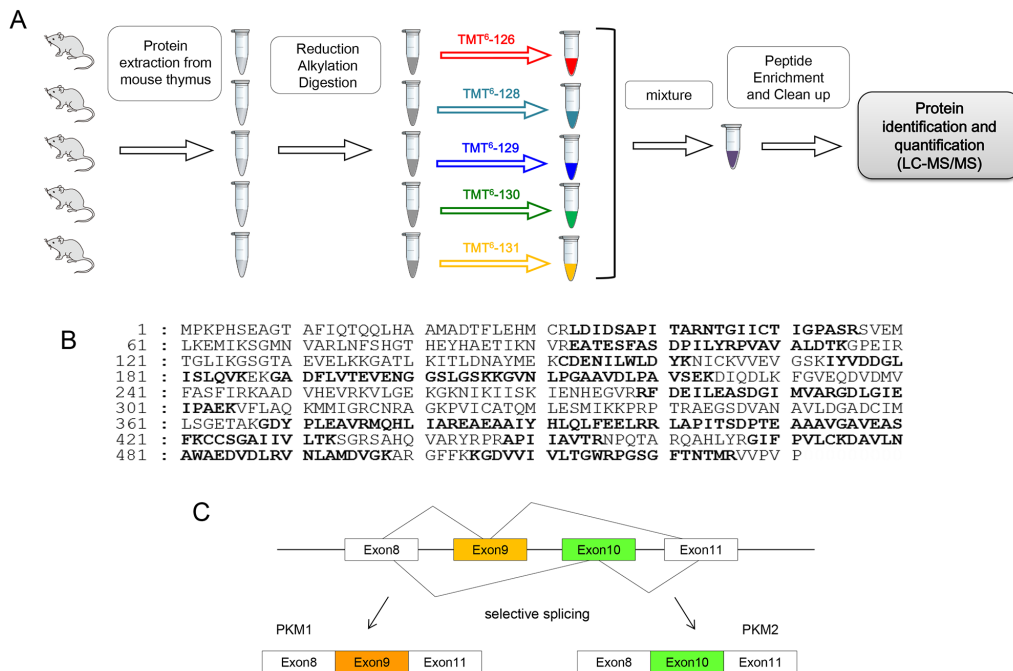 A
Protein
extraction from
mouse thymus
Reduction
Alkylation
Digestion
TMT⁶-126
TMT⁶-128
TMT⁶-129
TMT⁶-130
TMT⁶-131
mixture
Peptide
Enrichment
and Clean up
Protein
identification and
quantification
(LC-MS/MS)
B
1 : MPKPHSEAGT AFIQTQQLHA AMADTFLEHM CRLDIDSAPI TARNTGIICT IGPASRSVEM
61 : LKEMIKSGMN VARLNFSHGT HEYHAETIKN VREATESFAS DPILYRPVAV ALDTKGPEIR
121 : TGLIKGSGTA EVELKKGATL KITLDNAYME KCDENILWLD YKNICKVVEV GSKIYVDDGL
181 : ISLQVKEKGA DFLVTEVENG GSLGSKKGVN LPGAAVDLPA VSEKDIQDLK FGVEQDVDMV
241 : FASFIRKAAD VHEVRKVLGE KGKNIKIISK IENHEGVRRF DEILEASDGI MVARGDLGIE
301 : IPAEKVFLAQ KMMIGRCNRA GKPVICATQM LESMIKKPRP TRAEGSDVAN AVLDGADCIM
361 : LSGETAKGDY PLEAVRMQHL IAREAEAAIY HLQLFEELRR LAPITSDPTE AAAVGAVEAS
421 : FKCCSGAIIV LTKSGRSAHQ VARYRPRAPI IAVTRNPQTA RQAHLYRGIF PVLCKDAVLN
481 : AWAEDVDLRV NLAMDVGKAR GFFKKGDVVI VLTGWRPGSG FTNTMRVVPV P
C
Exon8 Exon9 Exon10 Exon11
selective splicing
PKM1 PKM2
Exon8 Exon9 Exon11 Exon8 Exon10 Exon11